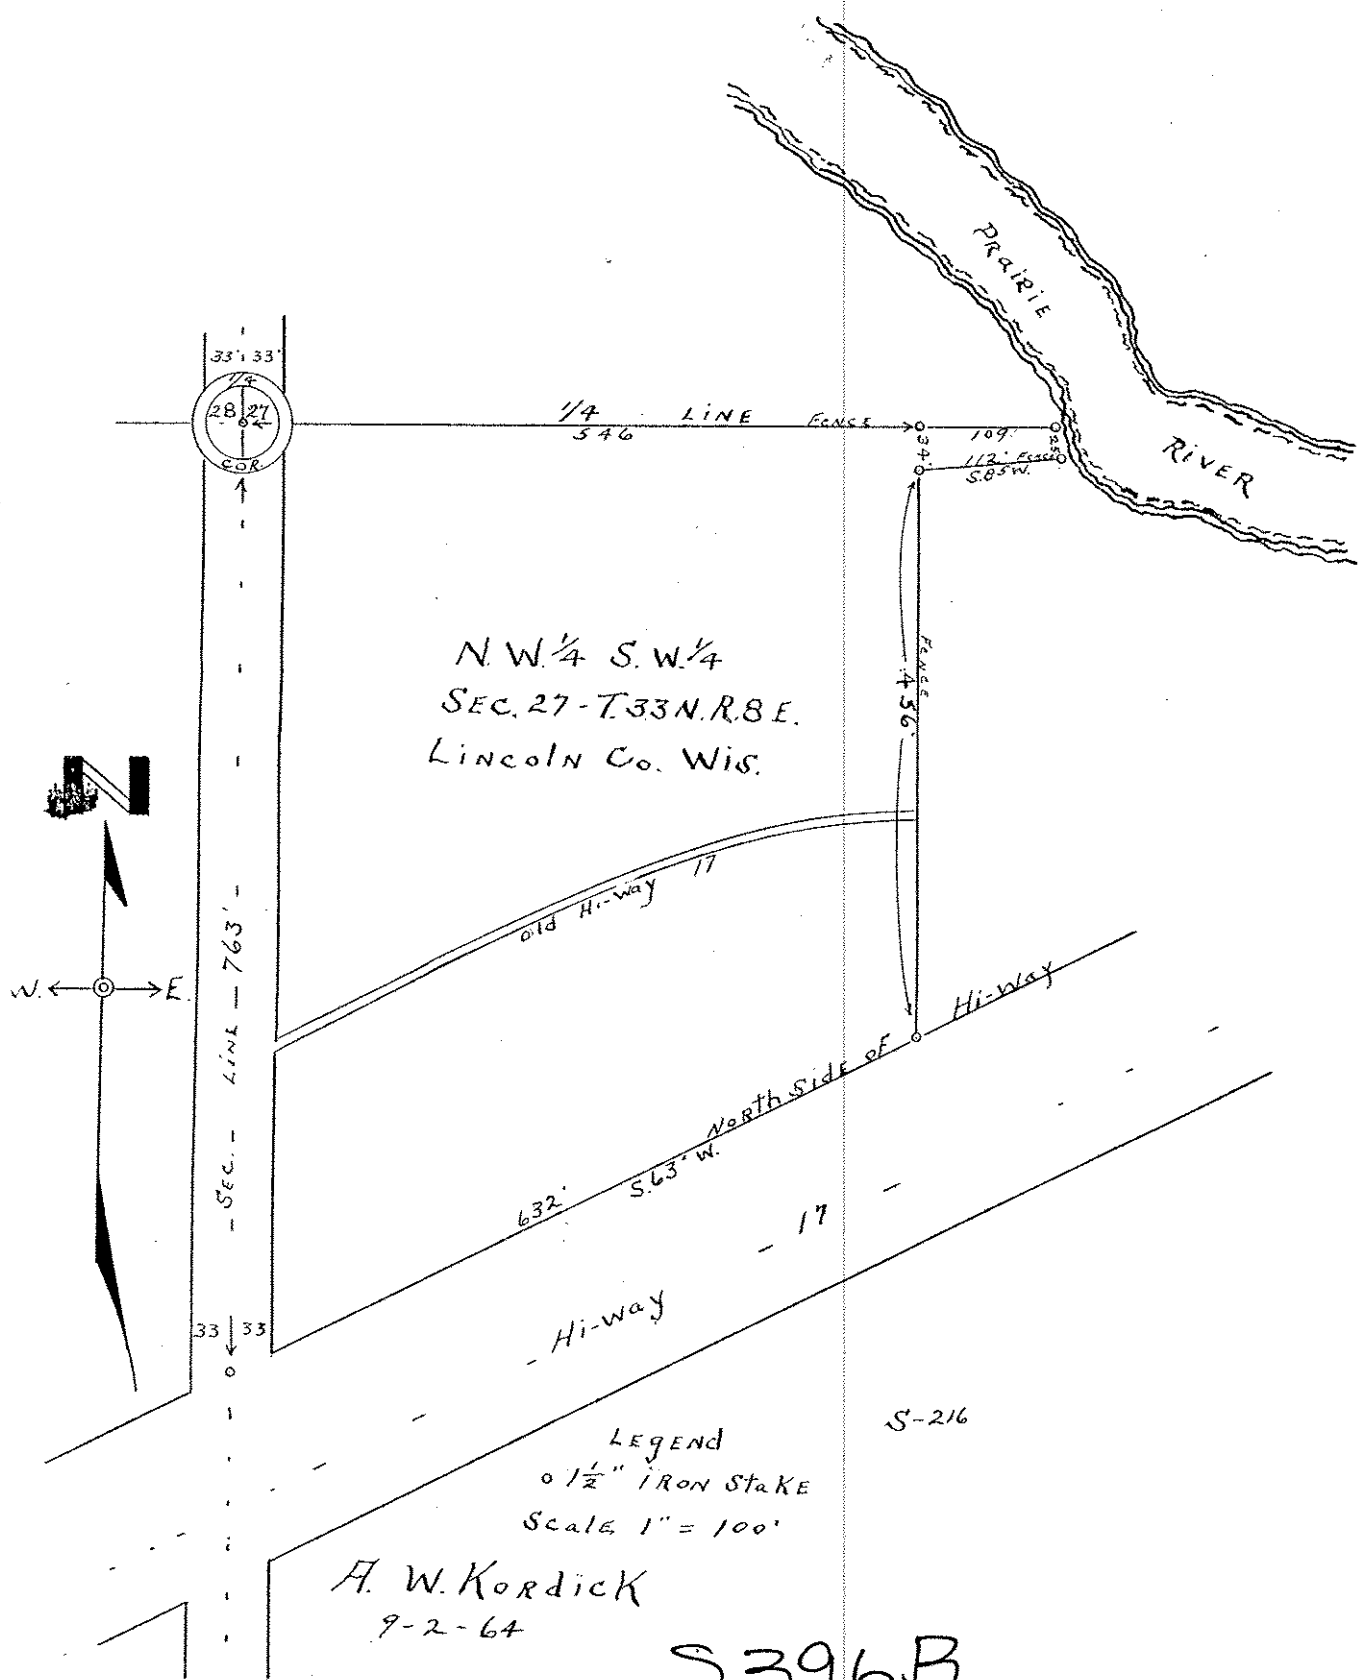 PRairiE
RivER
33' 33'
1/4
28 27
COR.
1/4 LINE FENCE
546
109'
34'
25'
112' FENCE
S.85W.
N.W.1/4 S.W.1/4
SEC. 27 - T.33N.R.8E.
LiNcolN Co. Wis.
FENCE
456'
N
W. E.
SEC. - LiNE - 763'
Old Hi-way 17
NoRth SidE oF Hi-Way
632' S.63° W.
33 33
Hi-way 17
S-216
LEgENd
o 1 1/2" iRON StaKE
ScalE 1" = 100'
A. W. KoRdicK
9-2-64
S396B